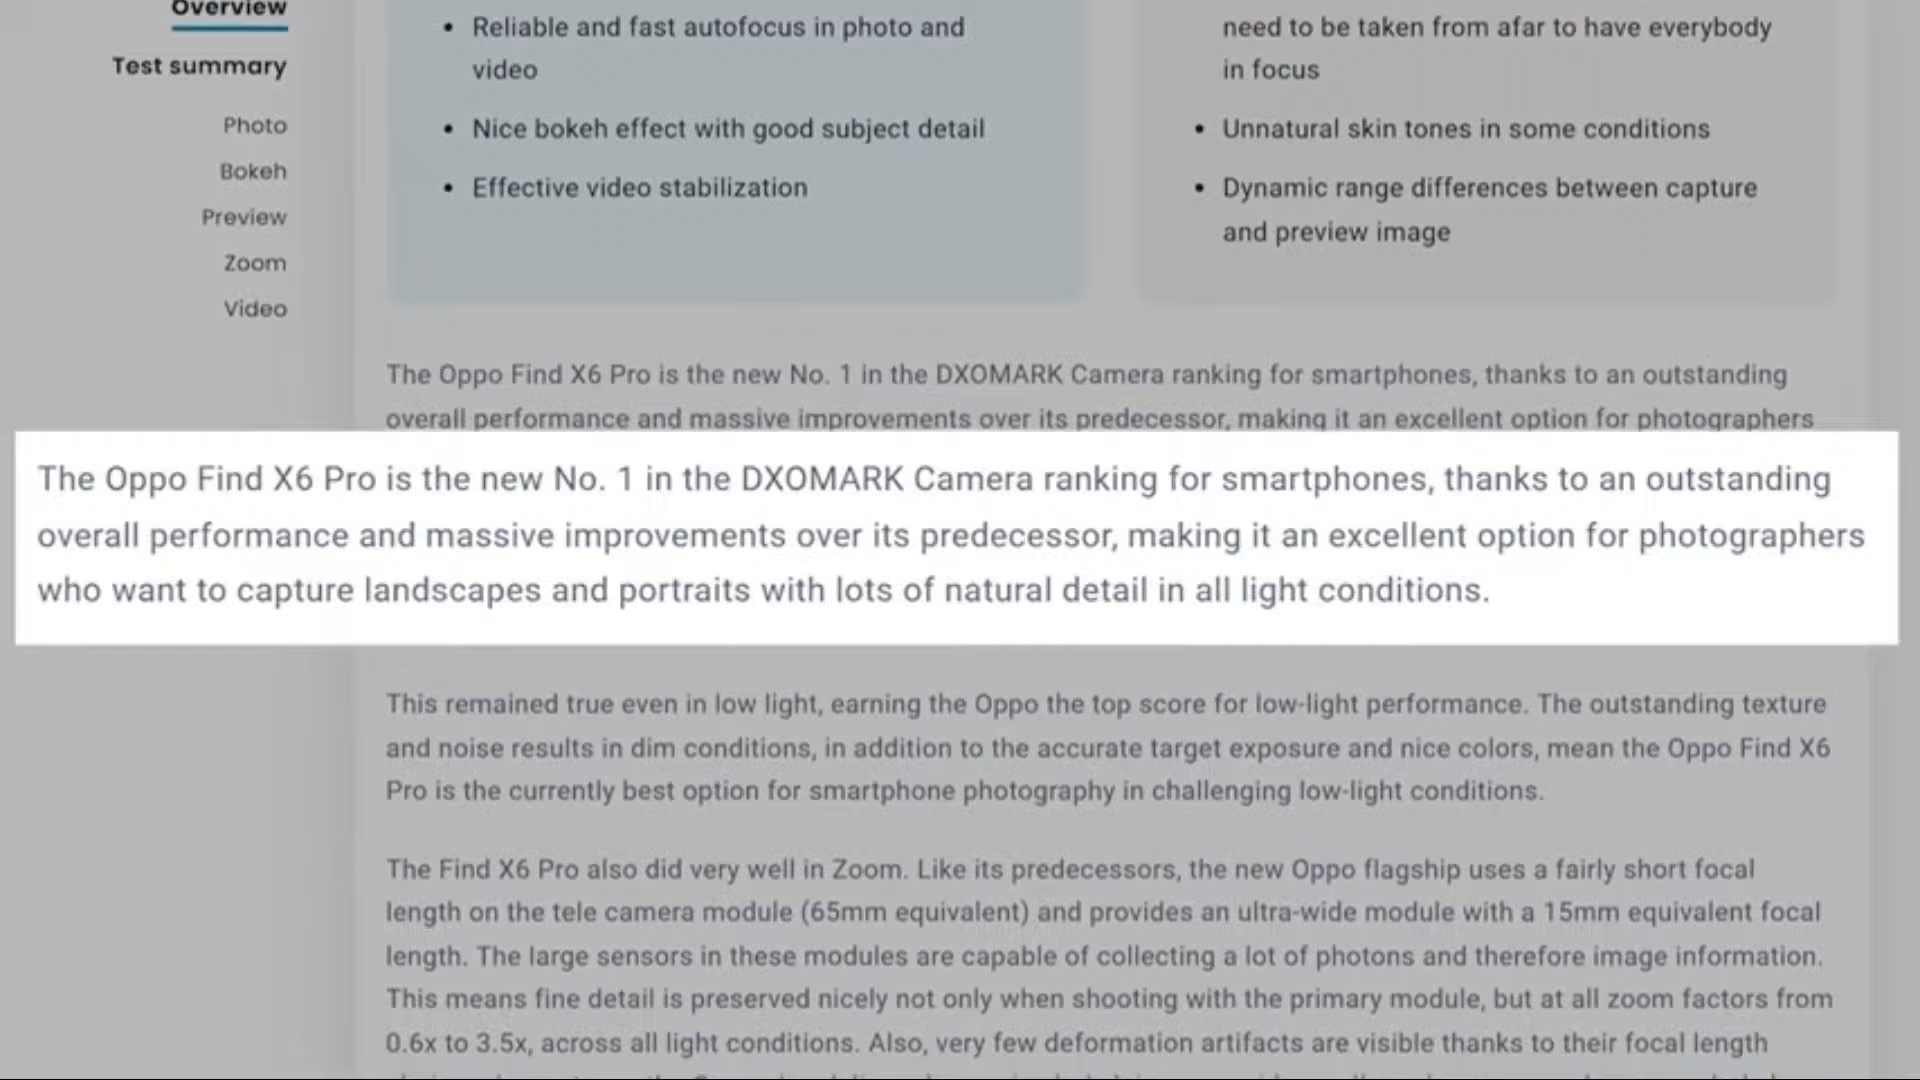 Overview
Test summary
Photo
Bokeh
Preview
Zoom
Video
• Reliable and fast autofocus in photo and
video
• Nice bokeh effect with good subject detail
• Effective video stabilization
need to be taken from afar to have everybody
in focus
• Unnatural skin tones in some conditions
• Dynamic range differences between capture
and preview image
The Oppo Find X6 Pro is the new No. 1 in the DXOMARK Camera ranking for smartphones, thanks to an outstanding
overall performance and massive improvements over its predecessor, making it an excellent option for photographers
The Oppo Find X6 Pro is the new No. 1 in the DXOMARK Camera ranking for smartphones, thanks to an outstanding
overall performance and massive improvements over its predecessor, making it an excellent option for photographers
who want to capture landscapes and portraits with lots of natural detail in all light conditions.
This remained true even in low light, earning the Oppo the top score for low-light performance. The outstanding texture
and noise results in dim conditions, in addition to the accurate target exposure and nice colors, mean the Oppo Find X6
Pro is the currently best option for smartphone photography in challenging low-light conditions.
The Find X6 Pro also did very well in Zoom. Like its predecessors, the new Oppo flagship uses a fairly short focal
length on the tele camera module (65mm equivalent) and provides an ultra-wide module with a 15mm equivalent focal
length. The large sensors in these modules are capable of collecting a lot of photons and therefore image information.
This means fine detail is preserved nicely not only when shooting with the primary module, but at all zoom factors from
0.6x to 3.5x, across all light conditions. Also, very few deformation artifacts are visible thanks to their focal length